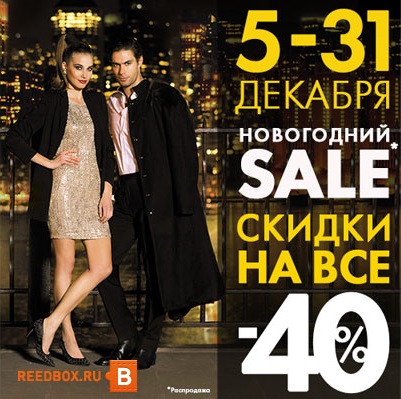 5-31
ДЕКАБРЯ
НОВОГОДНИЙ
SALE*
СКИДКИ
НА ВСЕ
-40%
REEDBOX.RU B
*Распродажа